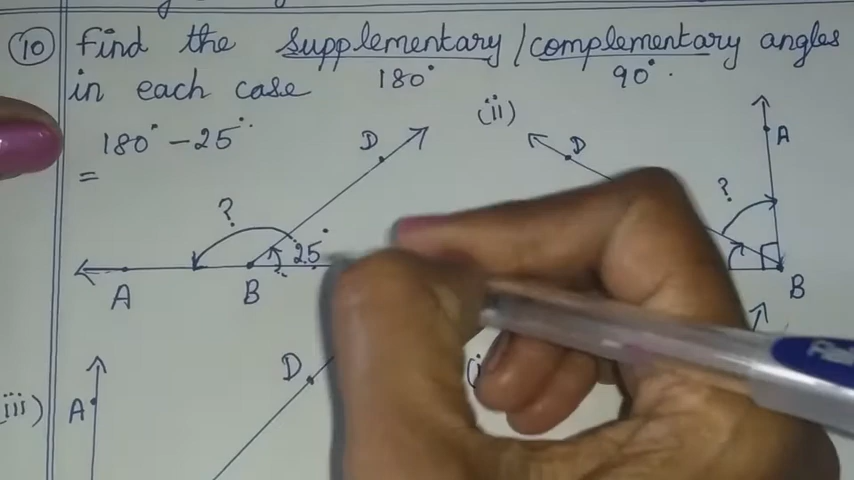 10 find the supplementary/complementary angles
in each case 180° 90°.
180° - 25°
=
?
D
25°
A B
(ii)
D
A
?
B
(iii)
A
D